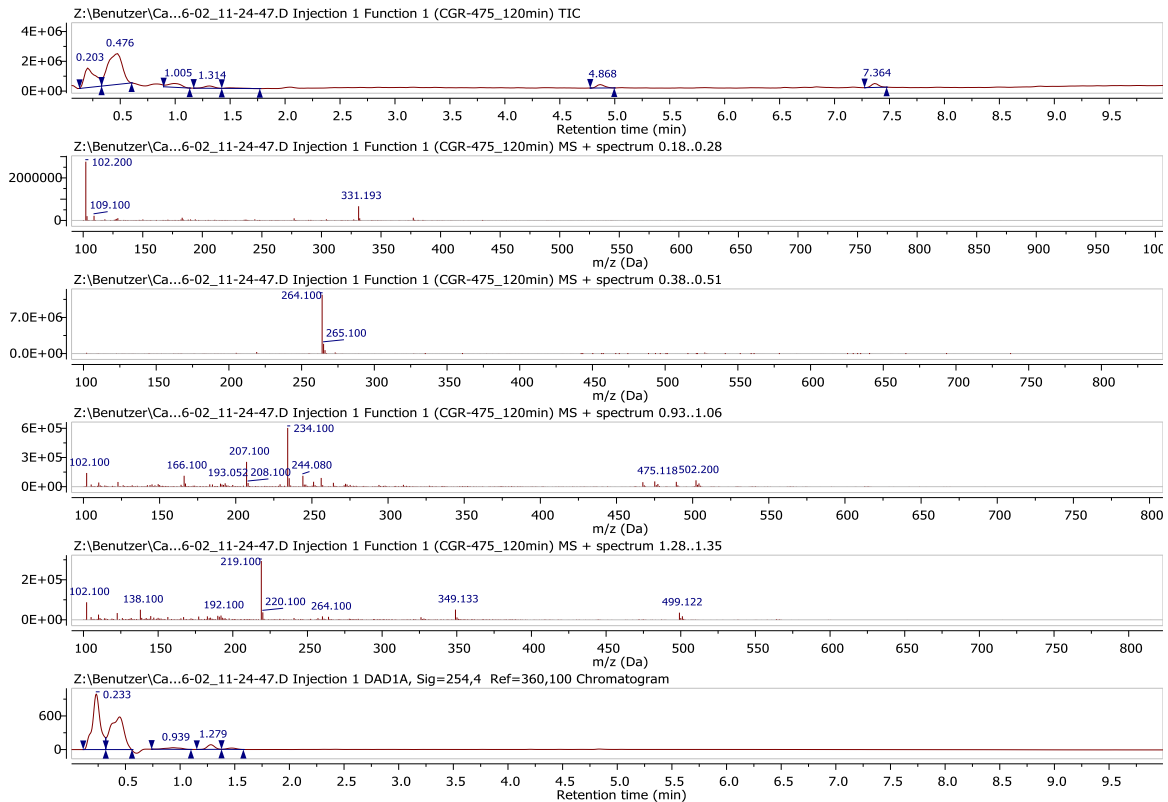 Z:\Benutzer\Ca...6-02_11-24-47.D Injection 1 Function 1 (CGR-475_120min) TIC
4E+06
2E+06
0E+00
0.203
0.476
1.005
1.314
4.868
7.364
0.5 1.0 1.5 2.0 2.5 3.0 3.5 4.0 4.5 5.0 5.5 6.0 6.5 7.0 7.5 8.0 8.5 9.0 9.5
Retention time (min)
Z:\Benutzer\Ca...6-02_11-24-47.D Injection 1 Function 1 (CGR-475_120min) MS + spectrum 0.18..0.28
2000000
0
102.200
109.100
331.193
100 150 200 250 300 350 400 450 500 550 600 650 700 750 800 850 900 950 100
m/z (Da)
Z:\Benutzer\Ca...6-02_11-24-47.D Injection 1 Function 1 (CGR-475_120min) MS + spectrum 0.38..0.51
7.0E+06
0.0E+00
264.100
265.100
100 150 200 250 300 350 400 450 500 550 600 650 700 750 800
m/z (Da)
Z:\Benutzer\Ca...6-02_11-24-47.D Injection 1 Function 1 (CGR-475_120min) MS + spectrum 0.93..1.06
6E+05
3E+05
0E+00
102.100
166.100
193.052
207.100
208.100
234.100
244.080
475.118
502.200
100 150 200 250 300 350 400 450 500 550 600 650 700 750 800
m/z (Da)
Z:\Benutzer\Ca...6-02_11-24-47.D Injection 1 Function 1 (CGR-475_120min) MS + spectrum 1.28..1.35
2E+05
0E+00
102.100
138.100
192.100
219.100
220.100
264.100
349.133
499.122
100 150 200 250 300 350 400 450 500 550 600 650 700 750 800
m/z (Da)
Z:\Benutzer\Ca...6-02_11-24-47.D Injection 1 DAD1A, Sig=254,4 Ref=360,100 Chromatogram
600
0
0.233
0.939
1.279
0.5 1.0 1.5 2.0 2.5 3.0 3.5 4.0 4.5 5.0 5.5 6.0 6.5 7.0 7.5 8.0 8.5 9.0 9.5
Retention time (min)